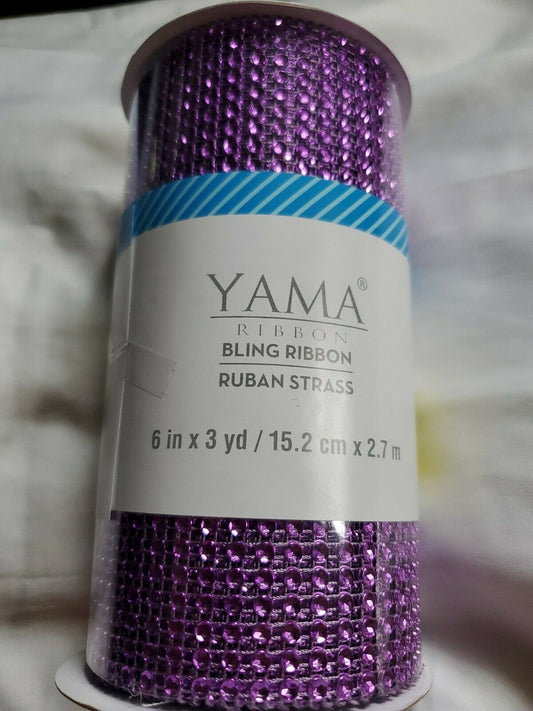 YAMA®
RIBBON
BLING RIBBON
RUBAN STRASS
6 in x 3 yd / 15.2 cm x 2.7 m